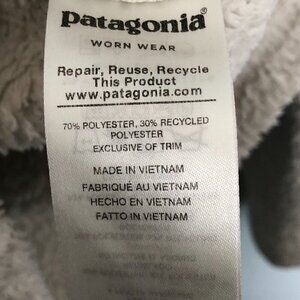 patagonia®
WORN WEAR
Repair, Reuse, Recycle
This Product
www.patagonia.com
70% POLYESTER, 30% RECYCLED
POLYESTER
EXCLUSIVE OF TRIM
MADE IN VIETNAM
FABRIQUÉ AU VIETNAM
HECHO EN VIETNAM
FATTO IN VIETNAM